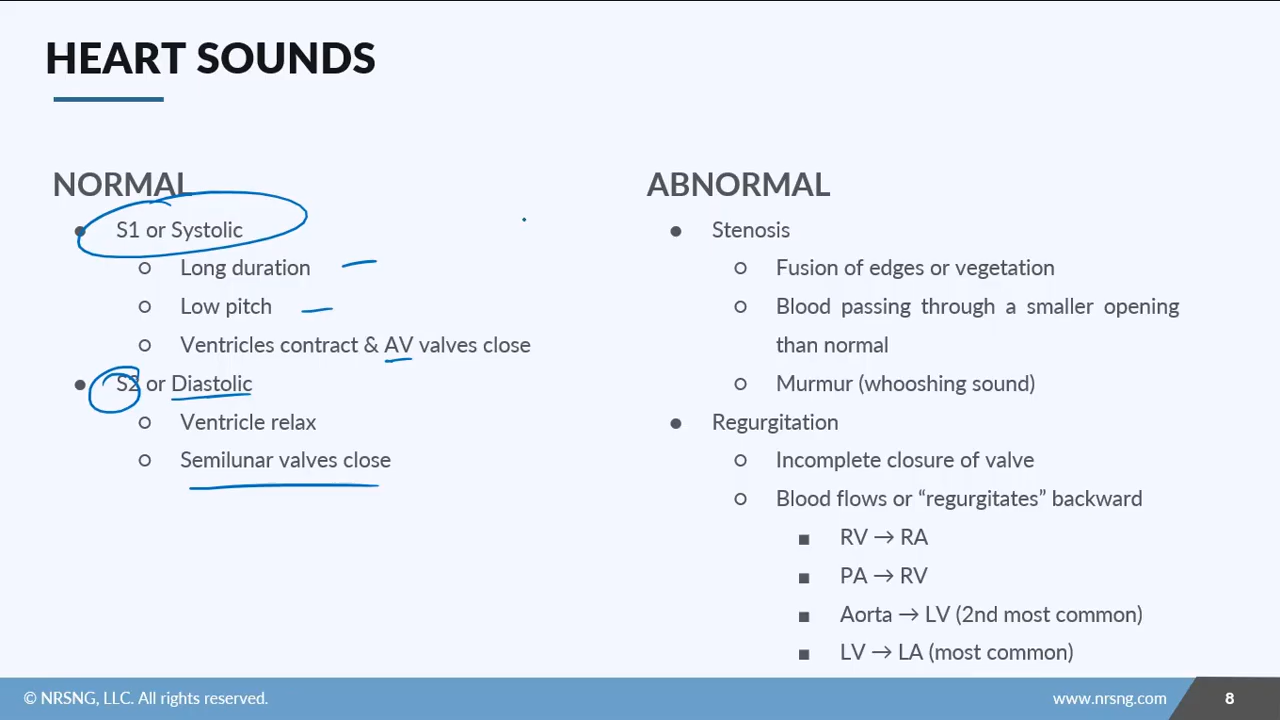 HEART SOUNDS
NORMAL
● S1 or Systolic
○ Long duration
○ Low pitch
○ Ventricles contract & AV valves close
● S2 or Diastolic
○ Ventricle relax
○ Semilunar valves close
ABNORMAL
● Stenosis
○ Fusion of edges or vegetation
○ Blood passing through a smaller opening
than normal
○ Murmur (whooshing sound)
● Regurgitation
○ Incomplete closure of valve
○ Blood flows or “regurgitates” backward
■ RV → RA
■ PA → RV
■ Aorta → LV (2nd most common)
■ LV → LA (most common)
© NRSNG, LLC. All rights reserved.
www.nrsng.com
8